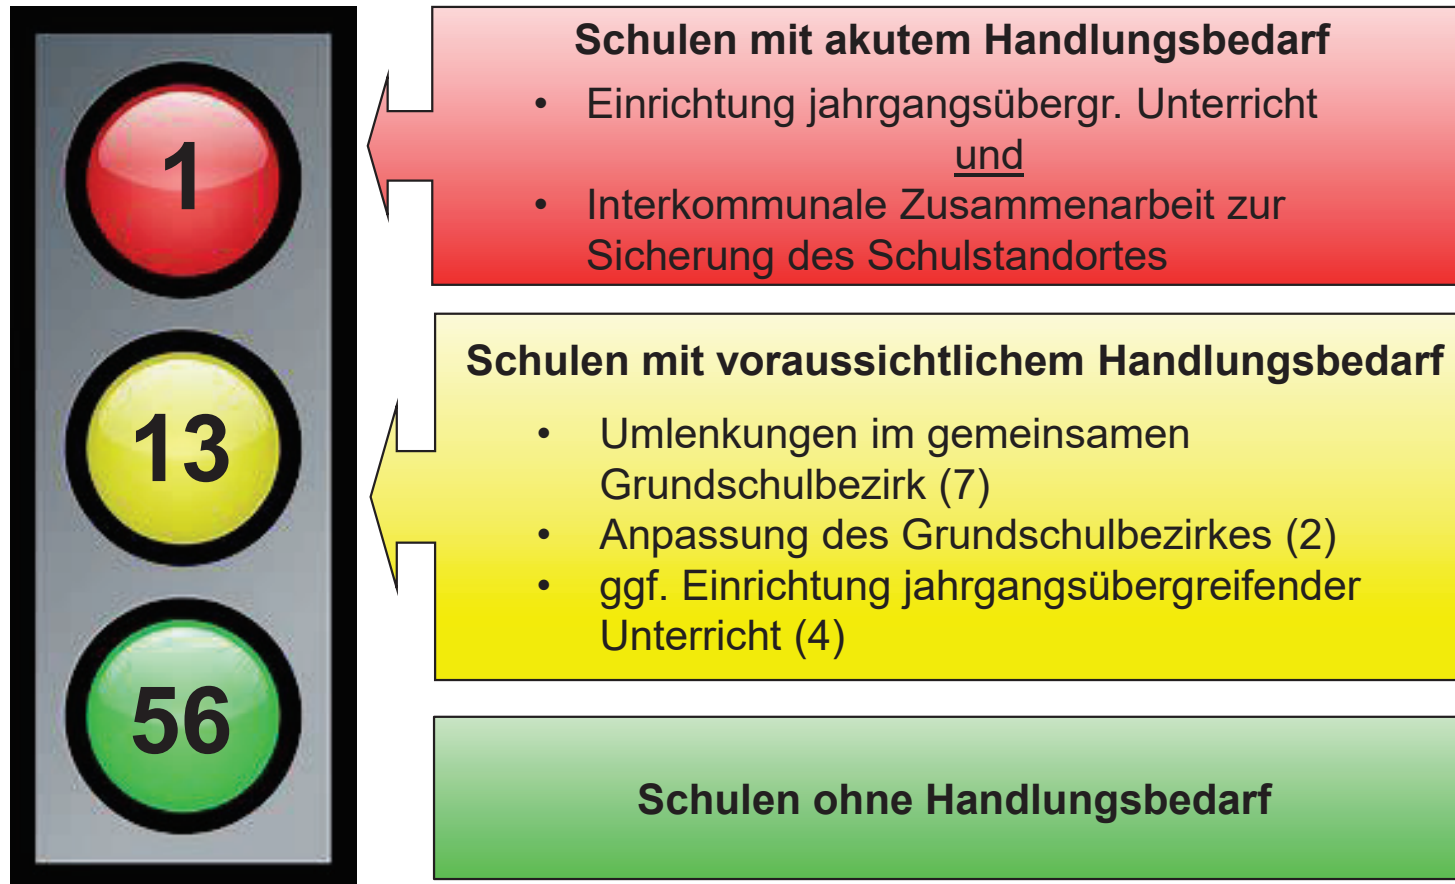 1
Schulen mit akutem Handlungsbedarf
• Einrichtung jahrgangsübergr. Unterricht
und
• Interkommunale Zusammenarbeit zur
Sicherung des Schulstandortes
13
Schulen mit voraussichtlichem Handlungsbedarf
• Umlenkungen im gemeinsamen
Grundschulbezirk (7)
• Anpassung des Grundschulbezirkes (2)
• ggf. Einrichtung jahrgangsübergreifender
Unterricht (4)
56
Schulen ohne Handlungsbedarf